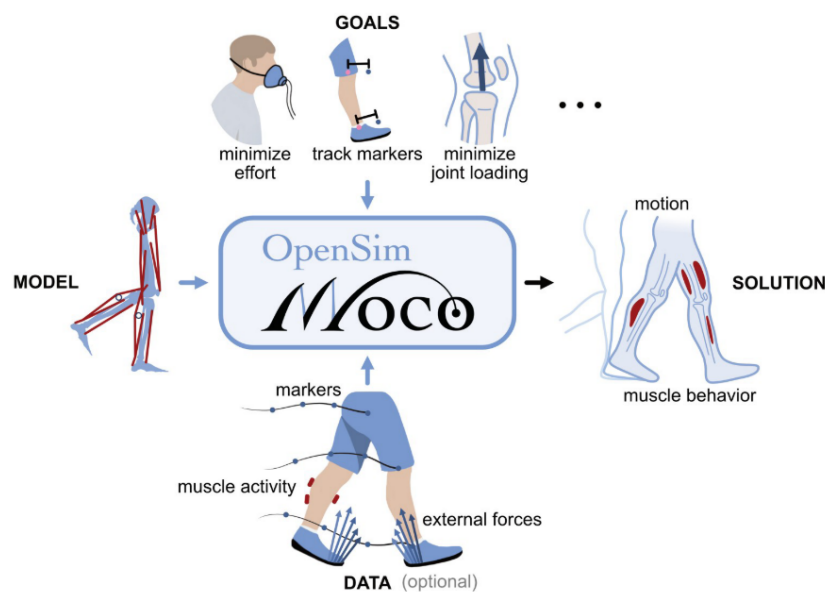 GOALS
minimize
effort
track markers
minimize
joint loading
• • •
MODEL
OpenSim
Moco
motion
SOLUTION
muscle behavior
markers
muscle activity
external forces
DATA (optional)